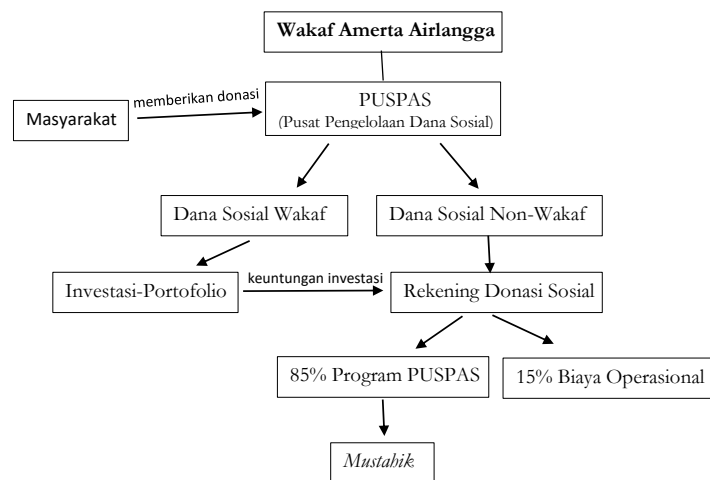 Wakaf Amerta Airlangga
memberikan donasi
Masyarakat
PUSPAS
(Pusat Pengelolaan Dana Sosial)
Dana Sosial Wakaf
Dana Sosial Non-Wakaf
Investasi-Portofolio
keuntungan investasi
Rekening Donasi Sosial
85% Program PUSPAS
15% Biaya Operasional
Mustahik